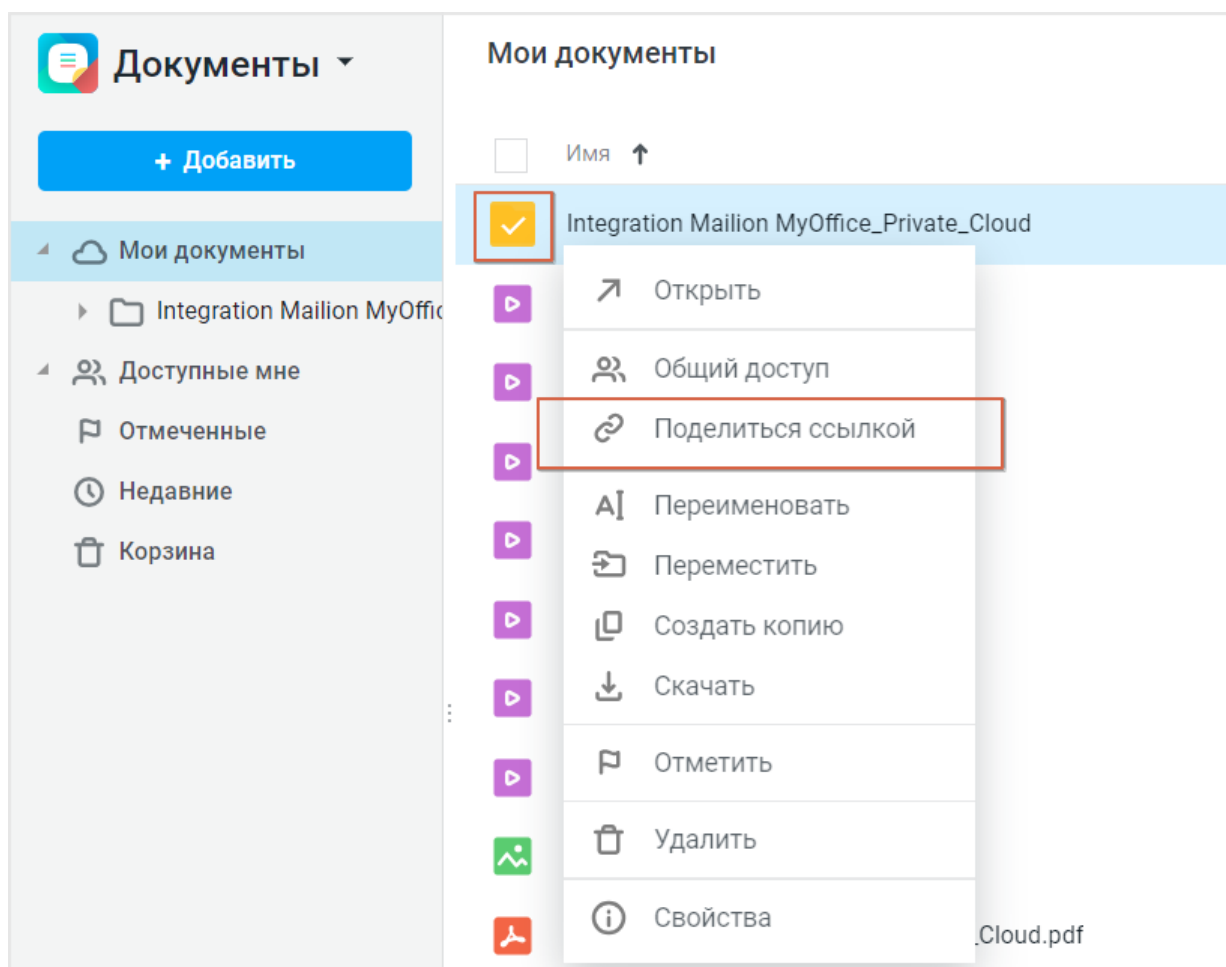 Документы
+ Добавить
Мои документы
Integration Mailion MyOffic
Доступные мне
Отмеченные
Недавние
Корзина
Мои документы
Имя
Integration Mailion MyOffice_Private_Cloud
Открыть
Общий доступ
Поделиться ссылкой
Переименовать
Переместить
Создать копию
Скачать
Отметить
Удалить
Свойства
_Cloud.pdf